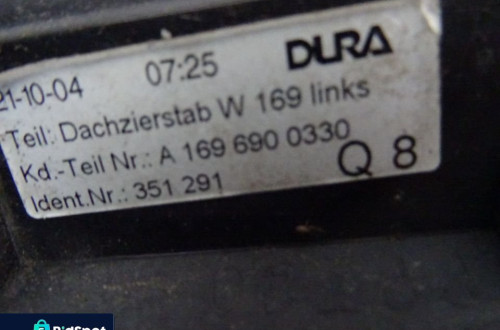 21-10-04 07:25 DURA
Teil: Dachzierstab W 169 links
Kd.-Teil Nr.: A 169 690 0330
Ident.Nr.: 351 291 Q 8
BidSpot